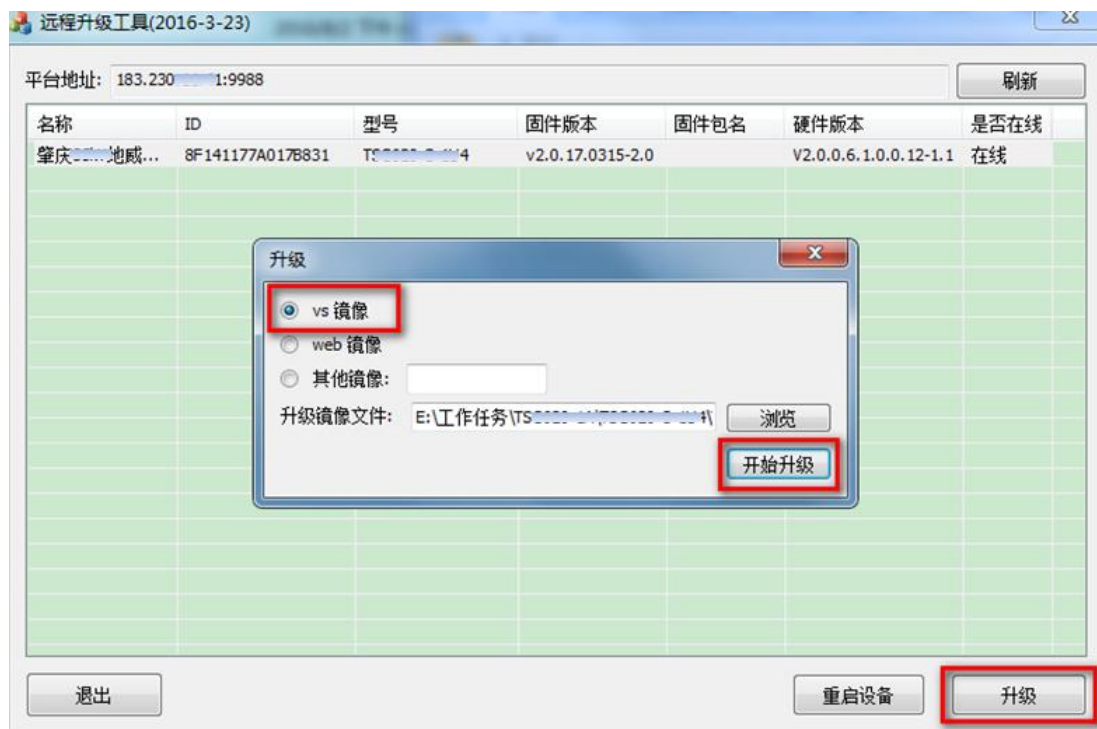 远程升级工具(2016-3-23)
平台地址: 183.230 1:9988 刷新
名称 ID 型号 固件版本 固件包名 硬件版本 是否在线
肇庆 地威... 8F141177A017B831 4 v2.0.17.0315-2.0 V2.0.0.6.1.0.0.12-1.1 在线
升级
vs 镜像
web 镜像
其他镜像:
升级镜像文件: E:\工作任务\ 浏览
开始升级
退出 重启设备 升级